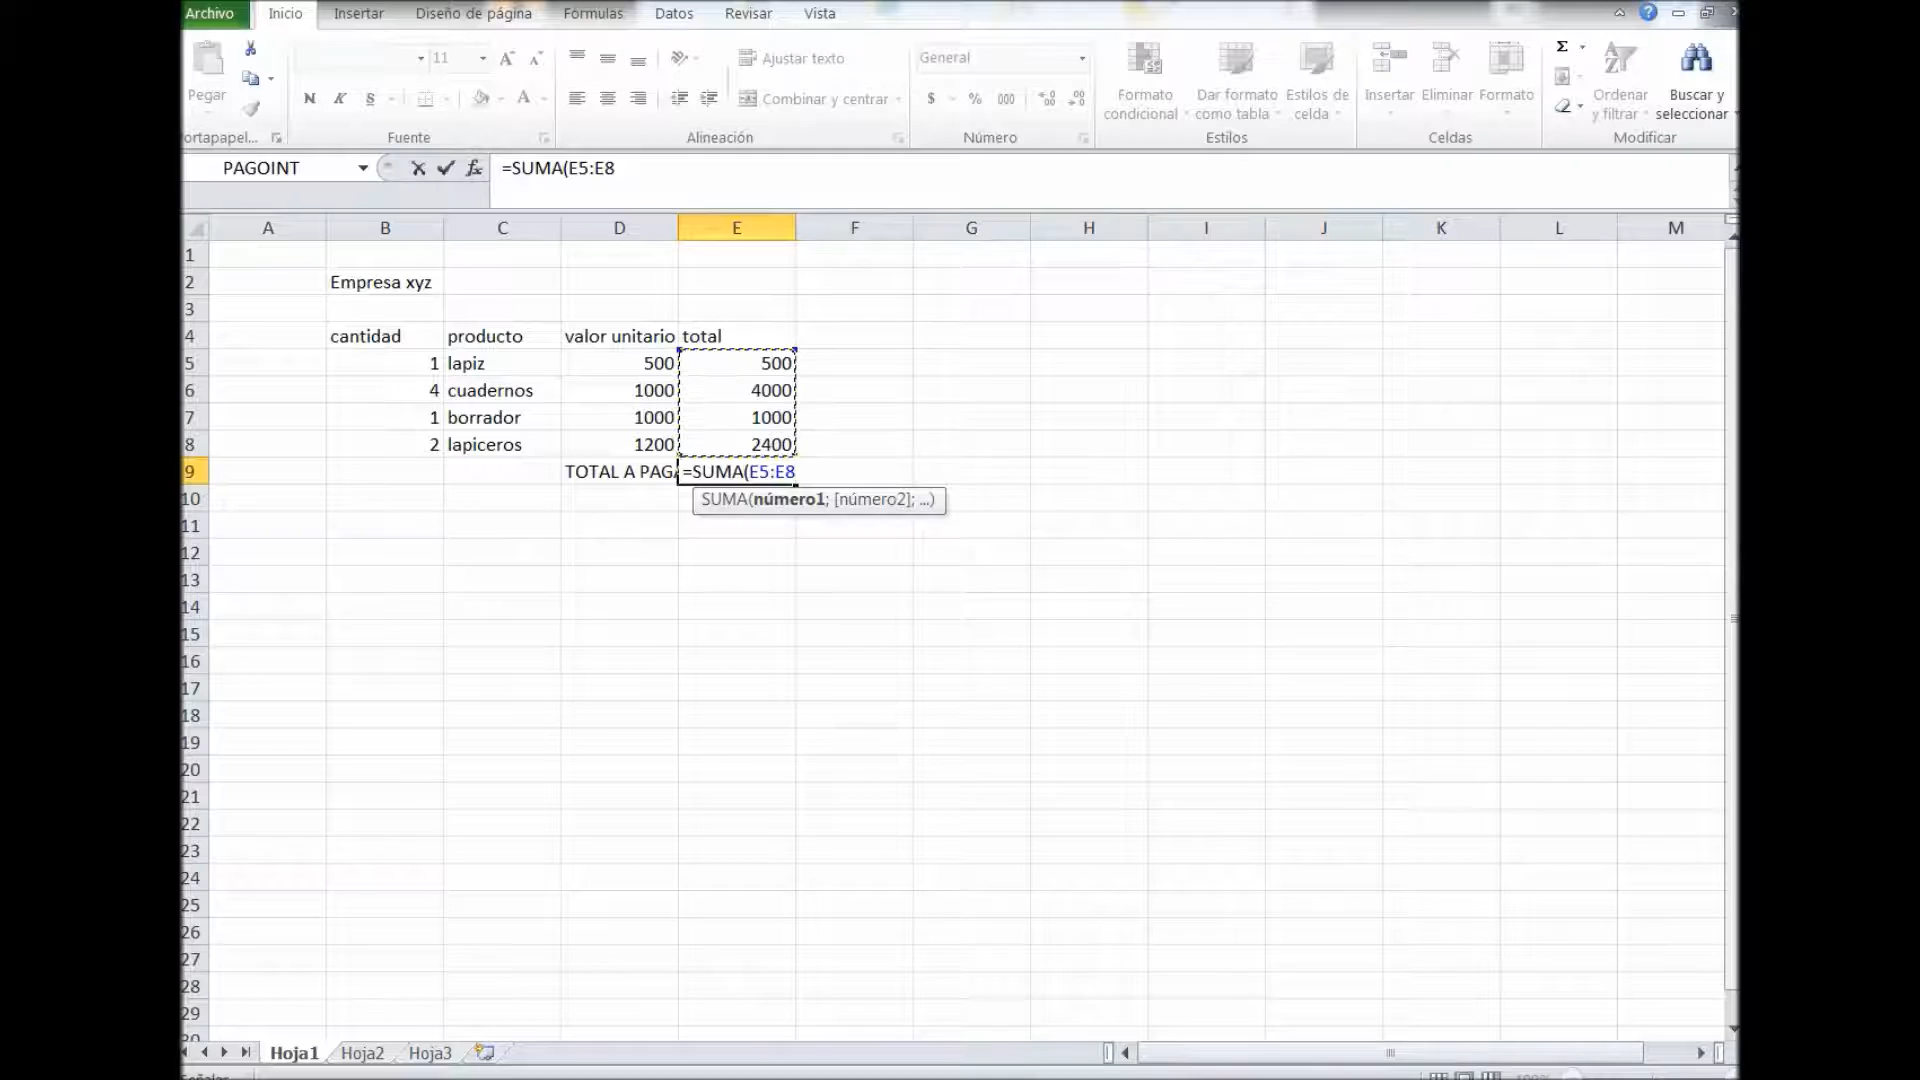 Archivo Inicio Insertar Diseño de página Fórmulas Datos Revisar Vista
Pegar
11
Ajustar texto
General
N K S
A
Combinar y centrar
$ % 000
Formato condicional
Dar formato como tabla
Estilos de celda
Insertar Eliminar Formato
Σ
Ordenar y filtrar
Buscar y seleccionar
ortapapel... Fuente Alineación Número Estilos Celdas Modificar
PAGOINT fx =SUMA(E5:E8
A B C D E F G H I J K L M
1
2 Empresa xyz
3
4 cantidad producto valor unitario total
5 1 lapiz 500 500
6 4 cuadernos 1000 4000
7 1 borrador 1000 1000
8 2 lapiceros 1200 2400
9 TOTAL A PAGA =SUMA(E5:E8
10 SUMA(número1; [número2]; ...)
11
12
13
14
15
16
17
18
19
20
21
22
23
24
25
26
27
28
29
30
Hoja1 Hoja2 Hoja3